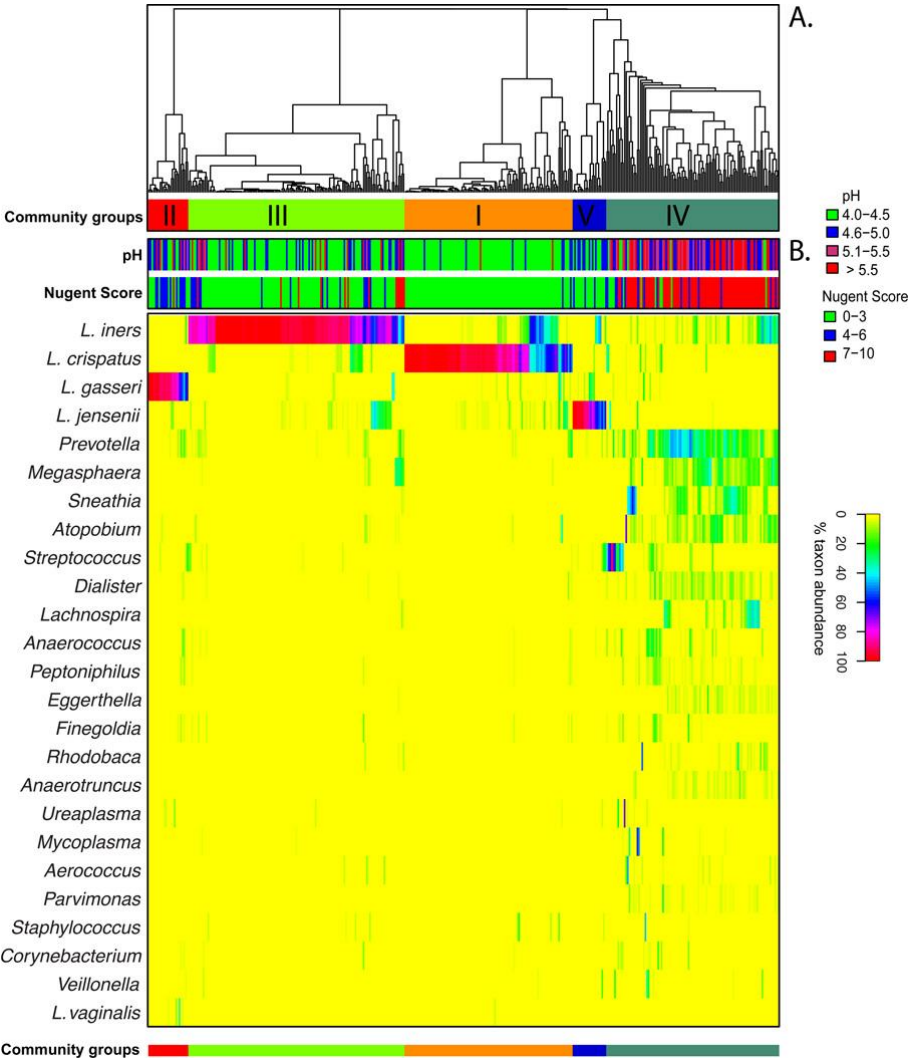 A.
II III I V IV
Community groups
pH
4.0–4.5
4.6–5.0
5.1–5.5
> 5.5
B.
pH
Nugent Score
Nugent Score
0–3
4–6
7–10
L. iners
L. crispatus
L. gasseri
L. jensenii
Prevotella
Megasphaera
Sneathia
Atopobium
Streptococcus
Dialister
Lachnospira
Anaerococcus
Peptoniphilus
Eggerthella
Finegoldia
Rhodobaca
Anaerotruncus
Ureaplasma
Mycoplasma
Aerococcus
Parvimonas
Staphylococcus
Corynebacterium
Veillonella
L. vaginalis
0 20 40 60 80 100
% taxon abundance
Community groups